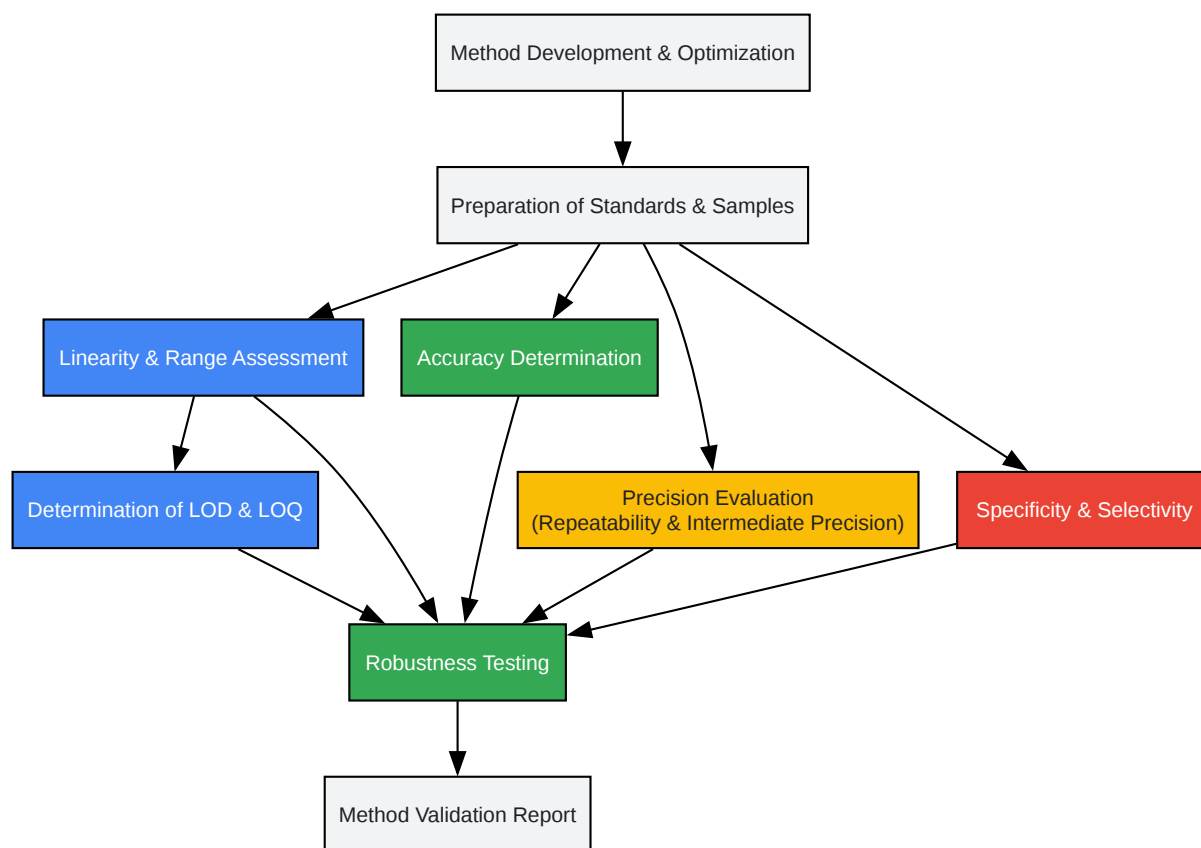 Method Development & Optimization
Preparation of Standards & Samples
Linearity & Range Assessment
Accuracy Determination
Determination of LOD & LOQ
Precision Evaluation
(Repeatability & Intermediate Precision)
Specificity & Selectivity
Robustness Testing
Method Validation Report